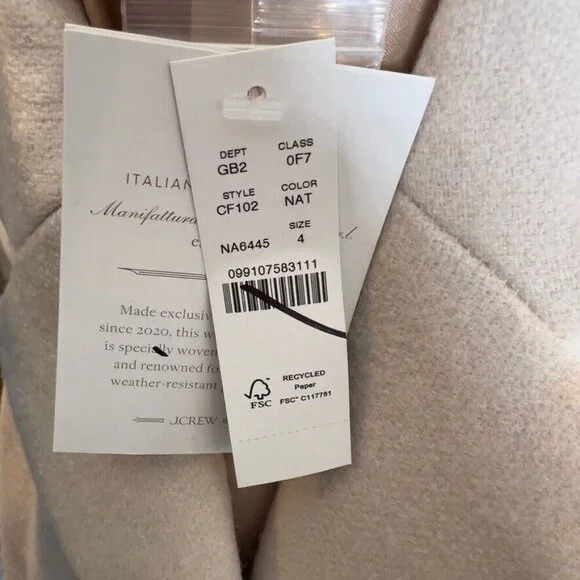 DEPT CLASS
GB2 0F7
STYLE COLOR
CF102 NAT
SIZE
NA6445 4
099107583111
FSC
RECYCLED
Paper
FSC™ C117781
ITALIAN
Manifattura
Made exclusiv
since 2020, this w
is specially woven
and renowned fo
weather-resistant
J.CREW